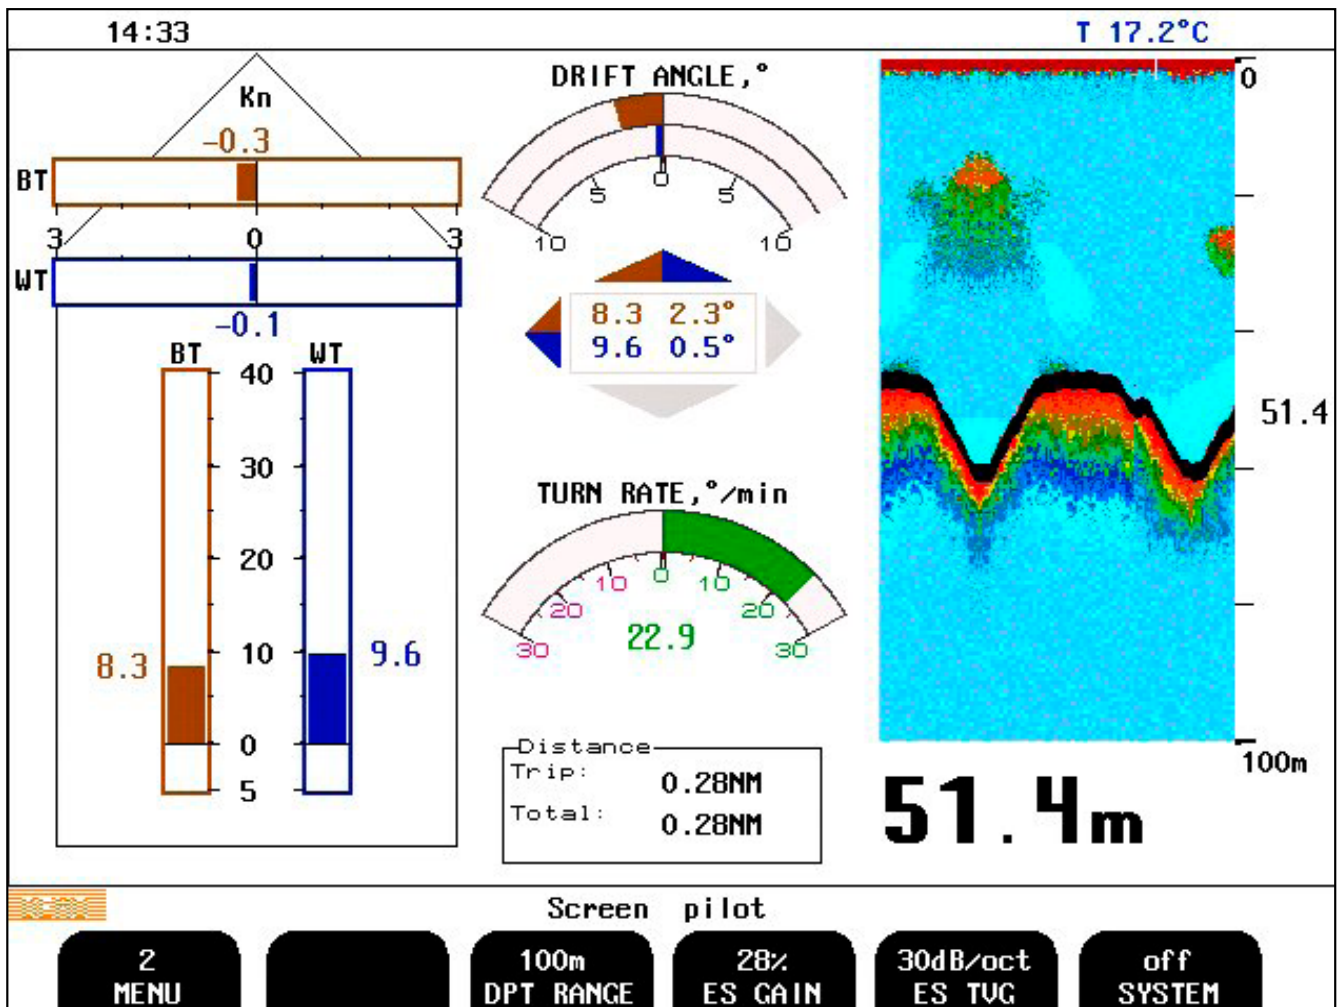 14:33
T 17.2°C
Kn
-0.3
BT
3 0 3
WT
-0.1
BT WT
40
30
20
10
0
5
8.3
9.6
DRIFT ANGLE,°
10 5 0 5 10
8.3 2.3°
9.6 0.5°
TURN RATE,°/min
30 20 10 0 10 20 30
22.9
Distance
Trip: 0.28NM
Total: 0.28NM
0
51.4
100m
51.4m
Screen pilot
2
MENU
100m
DPT RANGE
28%
ES GAIN
30dB/oct
ES TVG
off
SYSTEM